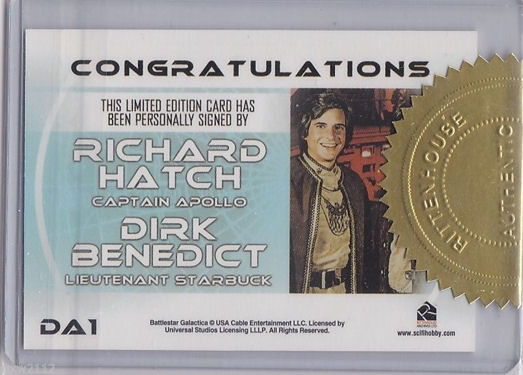 CONGRATULATIONS
THIS LIMITED EDITION CARD HAS
BEEN PERSONALLY SIGNED BY
RICHARD
HATCH
CAPTAIN APOLLO
DIRK
BENEDICT
LIEUTENANT STARBUCK
RITTENHOUSE
AUTHENTIC
DA1
Battlestar Galactica © USA Cable Entertainment LLC. Licensed by
Universal Studios Licensing LLLP. All Rights Reserved.
www.scifihobby.com